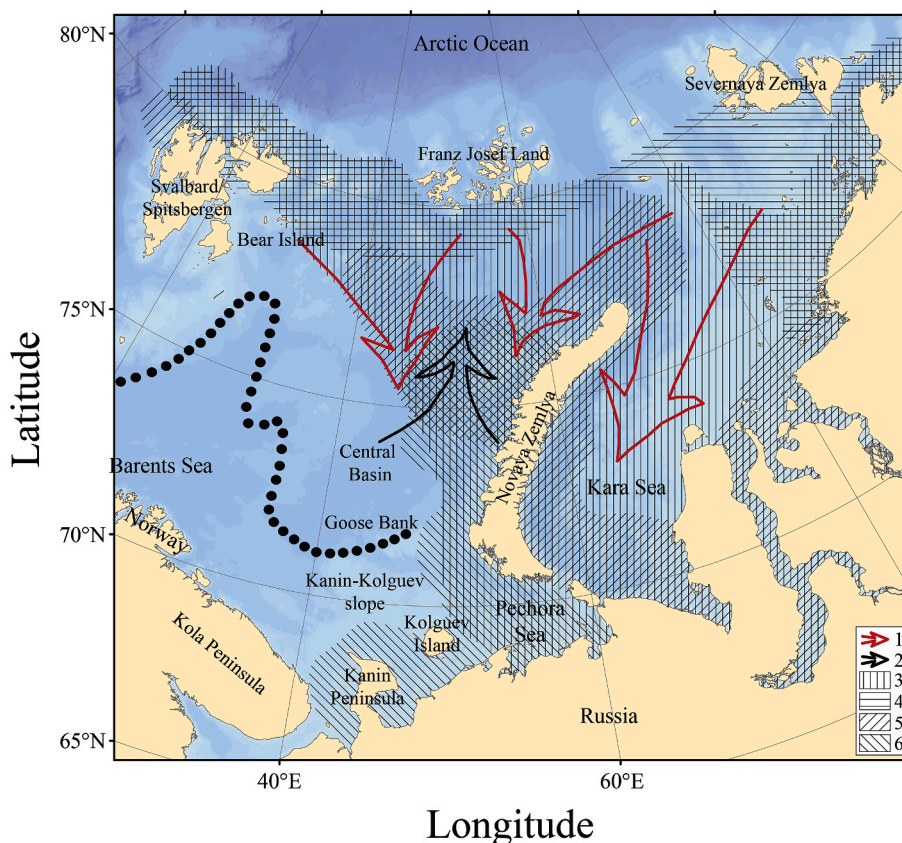 80°N
Arctic Ocean
Severnaya Zemlya
Franz Josef Land
Svalbard
Spitsbergen
Bear Island
75°N
Latitude
Barents Sea
Central
Basin
Novaya Zemlya
Kara Sea
Norway
70°N
Goose Bank
Kanin-Kolguev
slope
Pechora
Sea
Kola Peninsula
Kolguev
Island
Kanin
Peninsula
Russia
65°N
1
2
3
4
5
6
40°E
60°E
Longitude